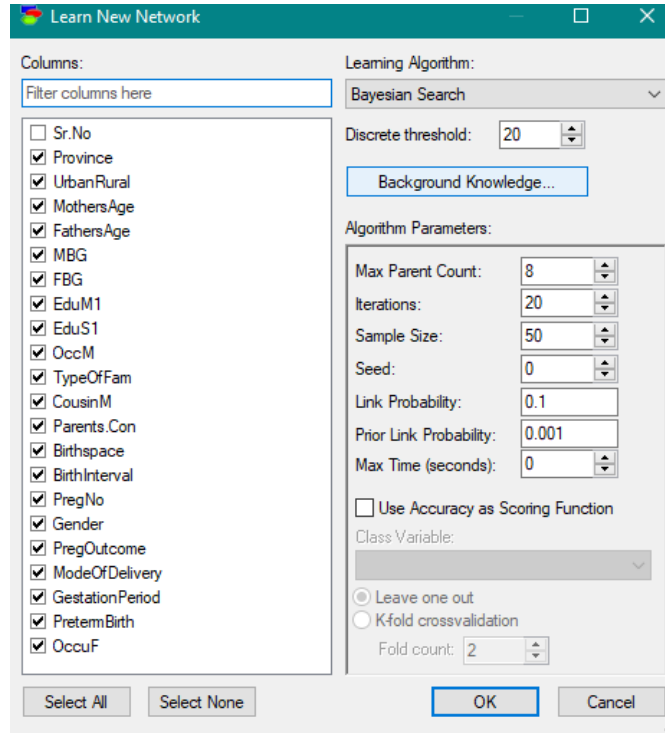 Learn New Network
Columns:
Filter columns here
Sr.No
Province
UrbanRural
MothersAge
FathersAge
MBG
FBG
EduM1
EduS1
OccM
TypeOfFam
CousinM
Parents.Con
Birthspace
BirthInterval
PregNo
Gender
PregOutcome
ModeOfDelivery
GestationPeriod
PretermBirth
OccuF
Select All
Select None
Learning Algorithm:
Bayesian Search
Discrete threshold: 20
Background Knowledge...
Algorithm Parameters:
Max Parent Count: 8
Iterations: 20
Sample Size: 50
Seed: 0
Link Probability: 0.1
Prior Link Probability: 0.001
Max Time (seconds): 0
Use Accuracy as Scoring Function
Class Variable:
Leave one out
K-fold crossvalidation
Fold count: 2
OK
Cancel